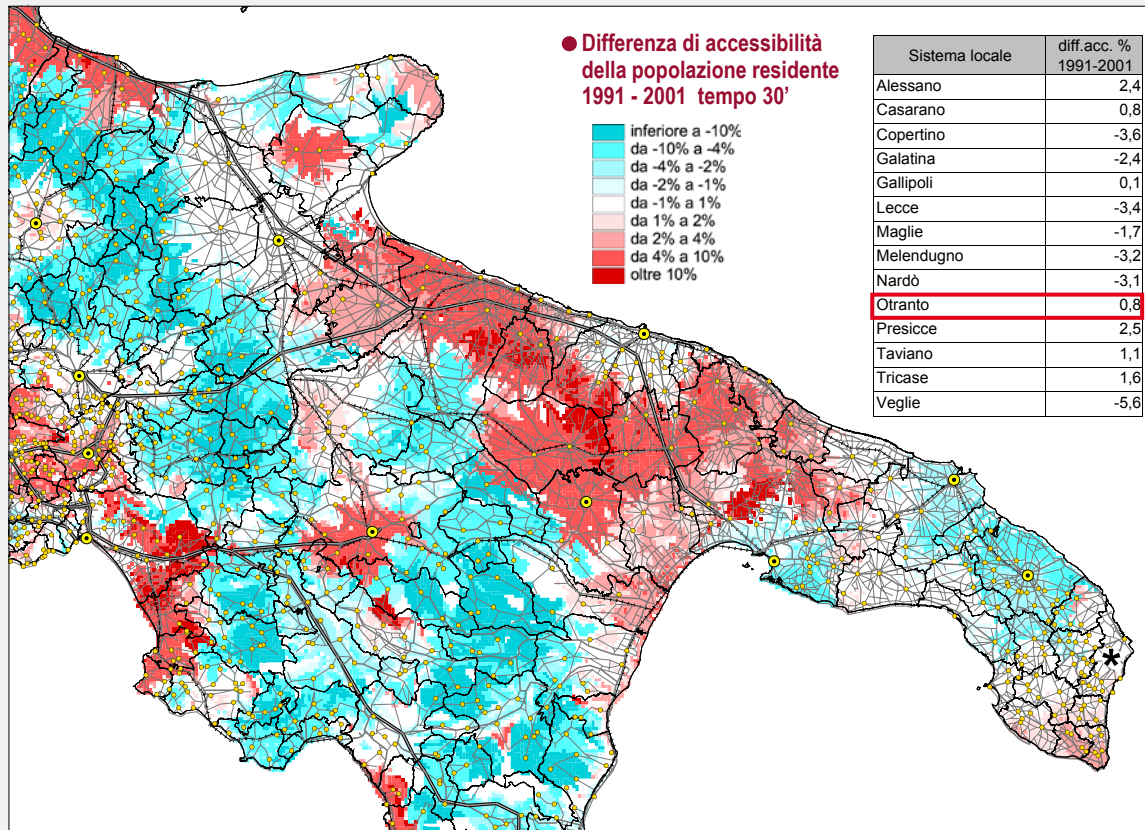 ● Differenza di accessibilità
della popolazione residente
1991 - 2001 tempo 30'
inferiore a -10%
da -10% a -4%
da -4% a -2%
da -2% a -1%
da -1% a 1%
da 1% a 2%
da 2% a 4%
da 4% a 10%
oltre 10%
Sistema locale diff.acc. % 1991-2001
Alessano 2,4
Casarano 0,8
Copertino -3,6
Galatina -2,4
Gallipoli 0,1
Lecce -3,4
Maglie -1,7
Melendugno -3,2
Nardò -3,1
Otranto 0,8
Presicce 2,5
Taviano 1,1
Tricase 1,6
Veglie -5,6
*